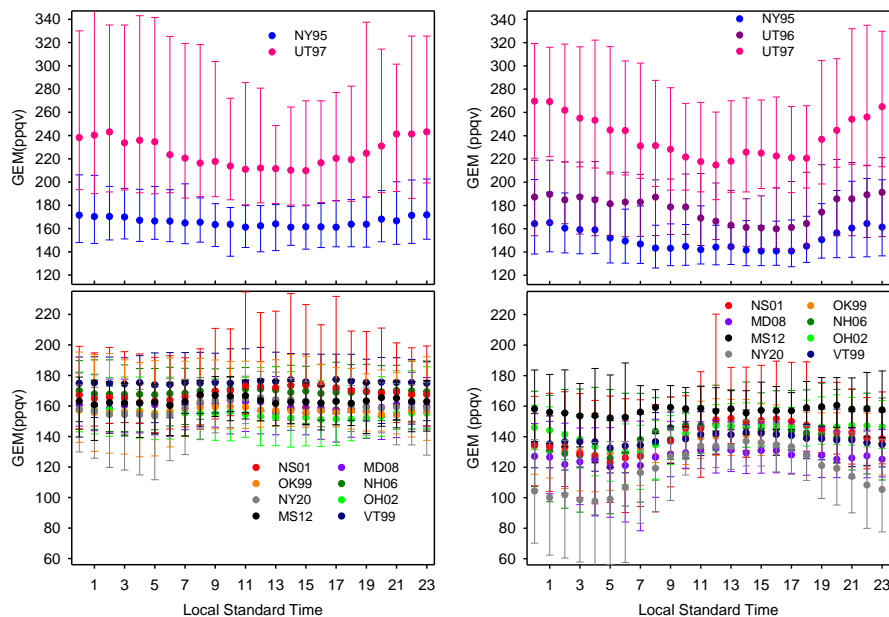 340
320
300
280
260
240
220
200
180
160
140
120
GEM(ppqv)
NY95
UT97
340
320
300
280
260
240
220
200
180
160
140
120
GEM (ppqv)
NY95
UT96
UT97
220
200
180
160
140
120
100
80
60
GEM(ppqv)
NS01
OK99
NY20
MS12
MD08
NH06
OH02
VT99
1 3 5 7 9 11 13 15 17 19 21 23
Local Standard Time
220
200
180
160
140
120
100
80
60
GEM (ppqv)
NS01
MD08
MS12
NY20
OK99
NH06
OH02
VT99
1 3 5 7 9 11 13 15 17 19 21 23
Local Standard Time